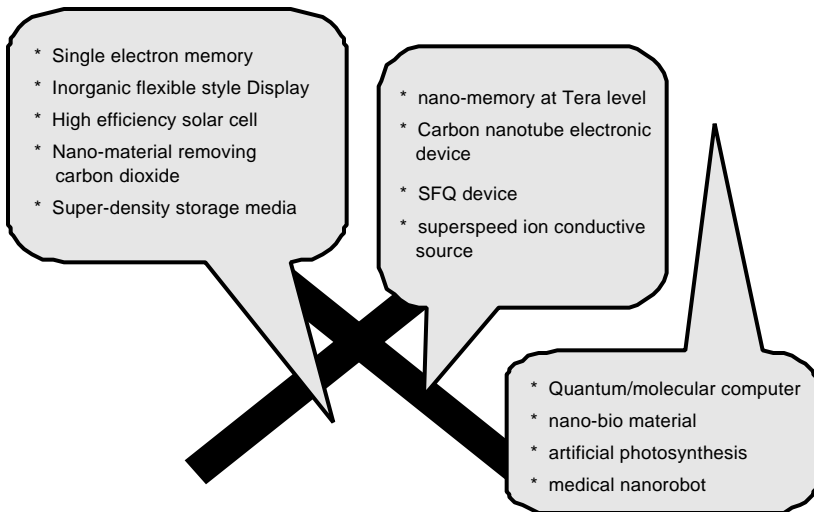 * Single electron memory
* Inorganic flexible style Display
* High efficiency solar cell
* Nano-material removing
carbon dioxide
* Super-density storage media
* nano-memory at Tera level
* Carbon nanotube electronic
device
* SFQ device
* superspeed ion conductive
source
* Quantum/molecular computer
* nano-bio material
* artificial photosynthesis
* medical nanorobot